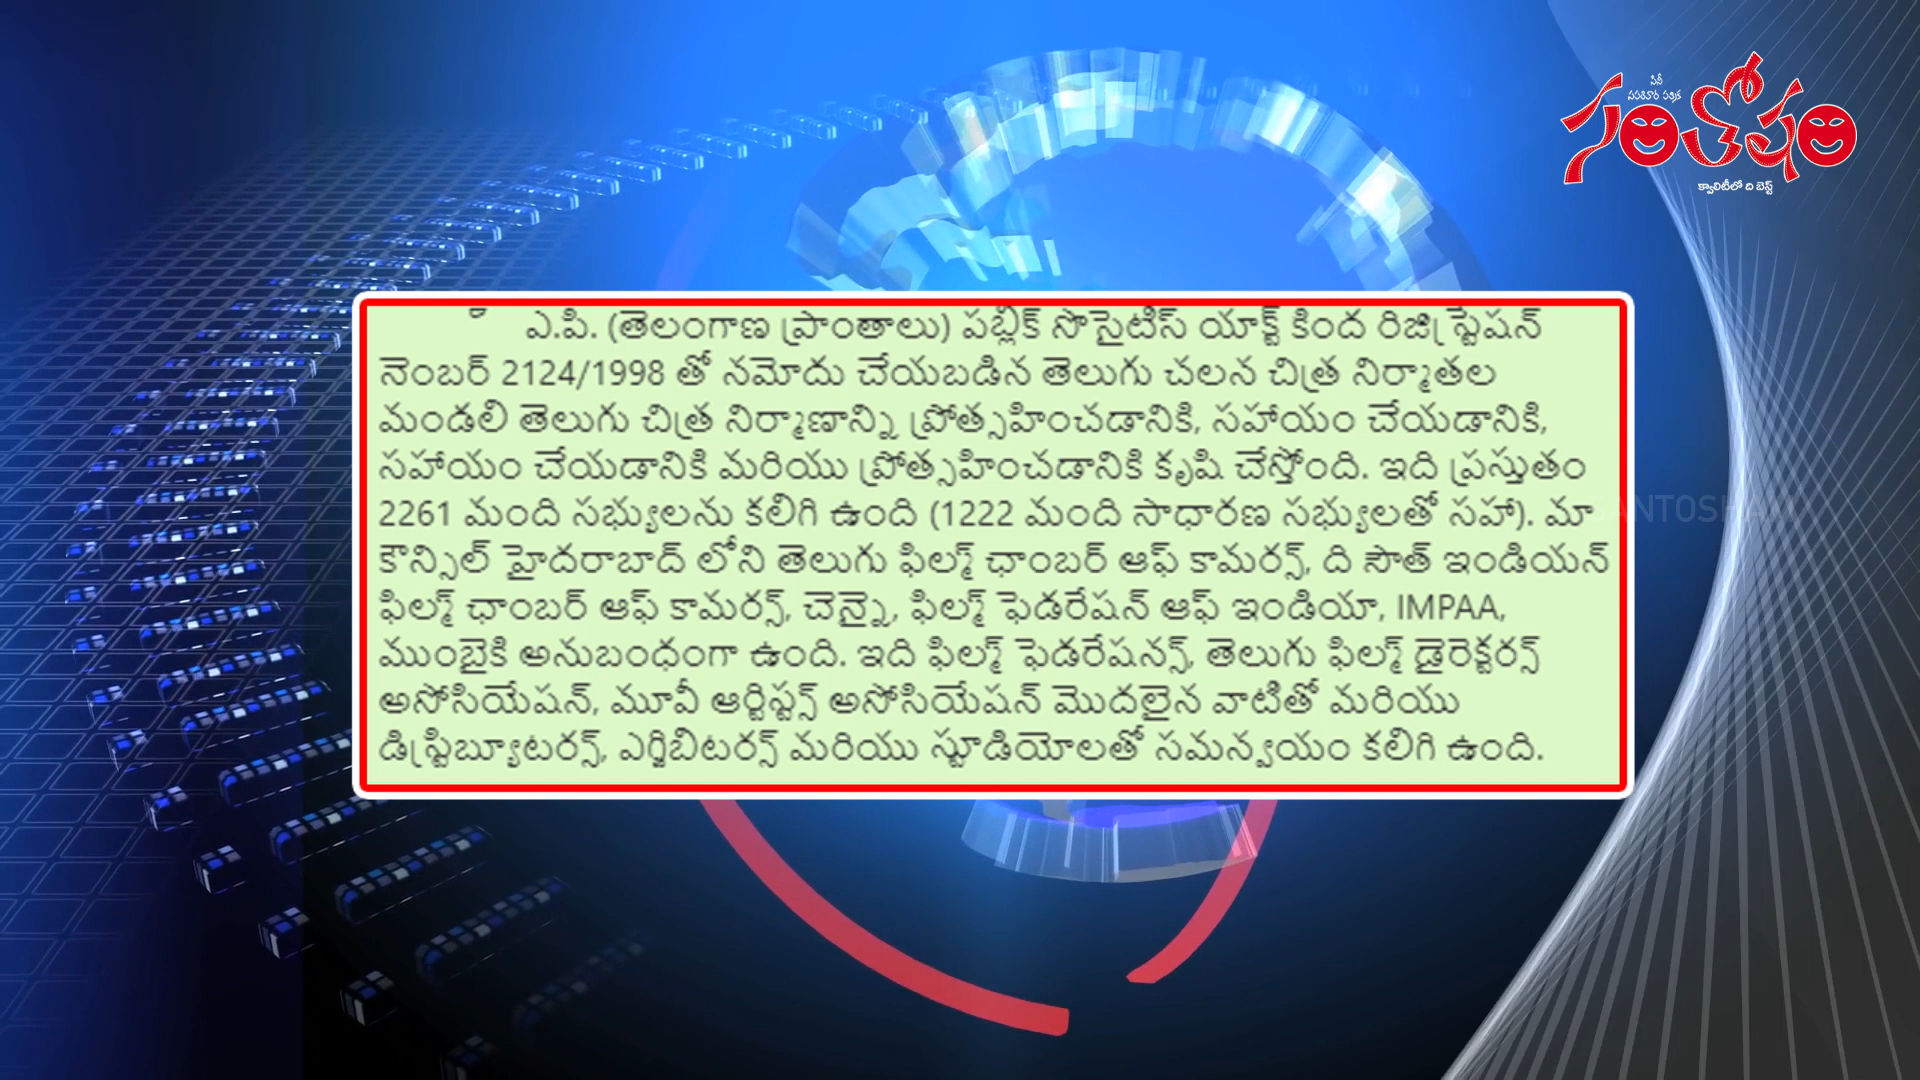 సినీ
వారపత్రిక
సంతోషం
క్వాలిటీలో ది బెస్ట్
ఎ.పి. (తెలంగాణ ప్రాంతాలు) పబ్లిక్ సొసైటీస్ యాక్ట్ కింద రిజిస్ట్రేషన్
నెంబర్ 2124/1998 తో నమోదు చేయబడిన తెలుగు చలన చిత్ర నిర్మాతల
మండలి తెలుగు చిత్ర నిర్మాణాన్ని ప్రోత్సహించడానికి, సహాయం చేయడానికి,
సహాయం చేయడానికి మరియు ప్రోత్సహించడానికి కృషి చేస్తోంది. ఇది ప్రస్తుతం
2261 మంది సభ్యులను కలిగి ఉంది (1222 మంది సాధారణ సభ్యులతో సహా). మా
SANTOSHAM
కౌన్సిల్ హైదరాబాద్ లోని తెలుగు ఫిల్మ్ ఛాంబర్ ఆఫ్ కామర్స్, ది సౌత్ ఇండియన్
ఫిల్మ్ ఛాంబర్ ఆఫ్ కామర్స్, చెన్నై, ఫిల్మ్ ఫెడరేషన్ ఆఫ్ ఇండియా, IMPAA,
ముంబైకి అనుబంధంగా ఉంది. ఇది ఫిల్మ్ ఫెడరేషనన్స్, తెలుగు ఫిల్మ్ డైరెక్టర్స్
అసోసియేషన్, మూవీ ఆర్టిస్ట్స్ అసోసియేషన్ మొదలైన వాటితో మరియు
డిస్ట్రిబ్యూటర్స్, ఎగ్జిబిటర్స్ మరియు స్టూడియోలతో సమన్వయం కలిగి ఉంది.